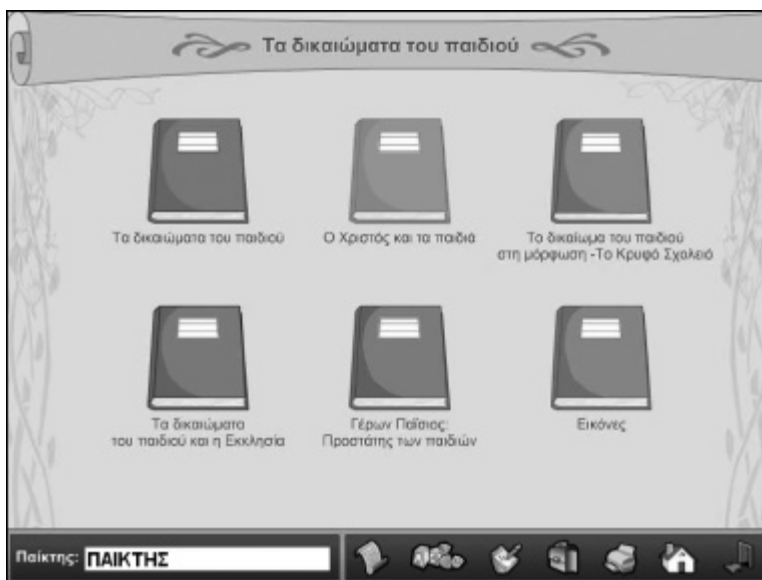 Τα δικαιώματα του παιδιού
Τα δικαιώματα του παιδιού
Ο Χριστός και τα παιδιά
Το δικαίωμα του παιδιού
στη μόρφωση -Το Κρυφό Σχολειό
Τα δικαιώματα
του παιδιού και η Εκκλησία
Γέρων Παΐσιος:
Προστάτης των παιδιών
Εικόνες
Παίκτης: ΠΑΙΚΤΗΣ